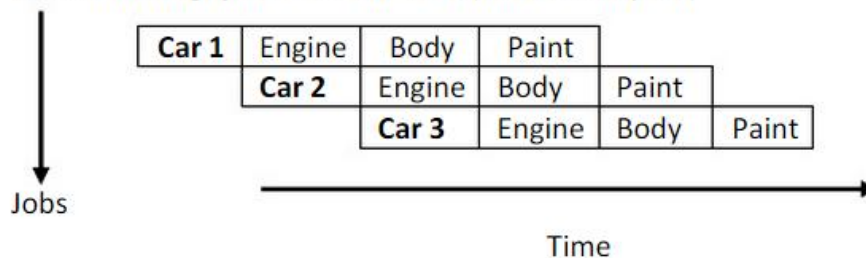 Car 1 Engine Body Paint
Car 2 Engine Body Paint
Car 3 Engine Body Paint
Jobs
Time